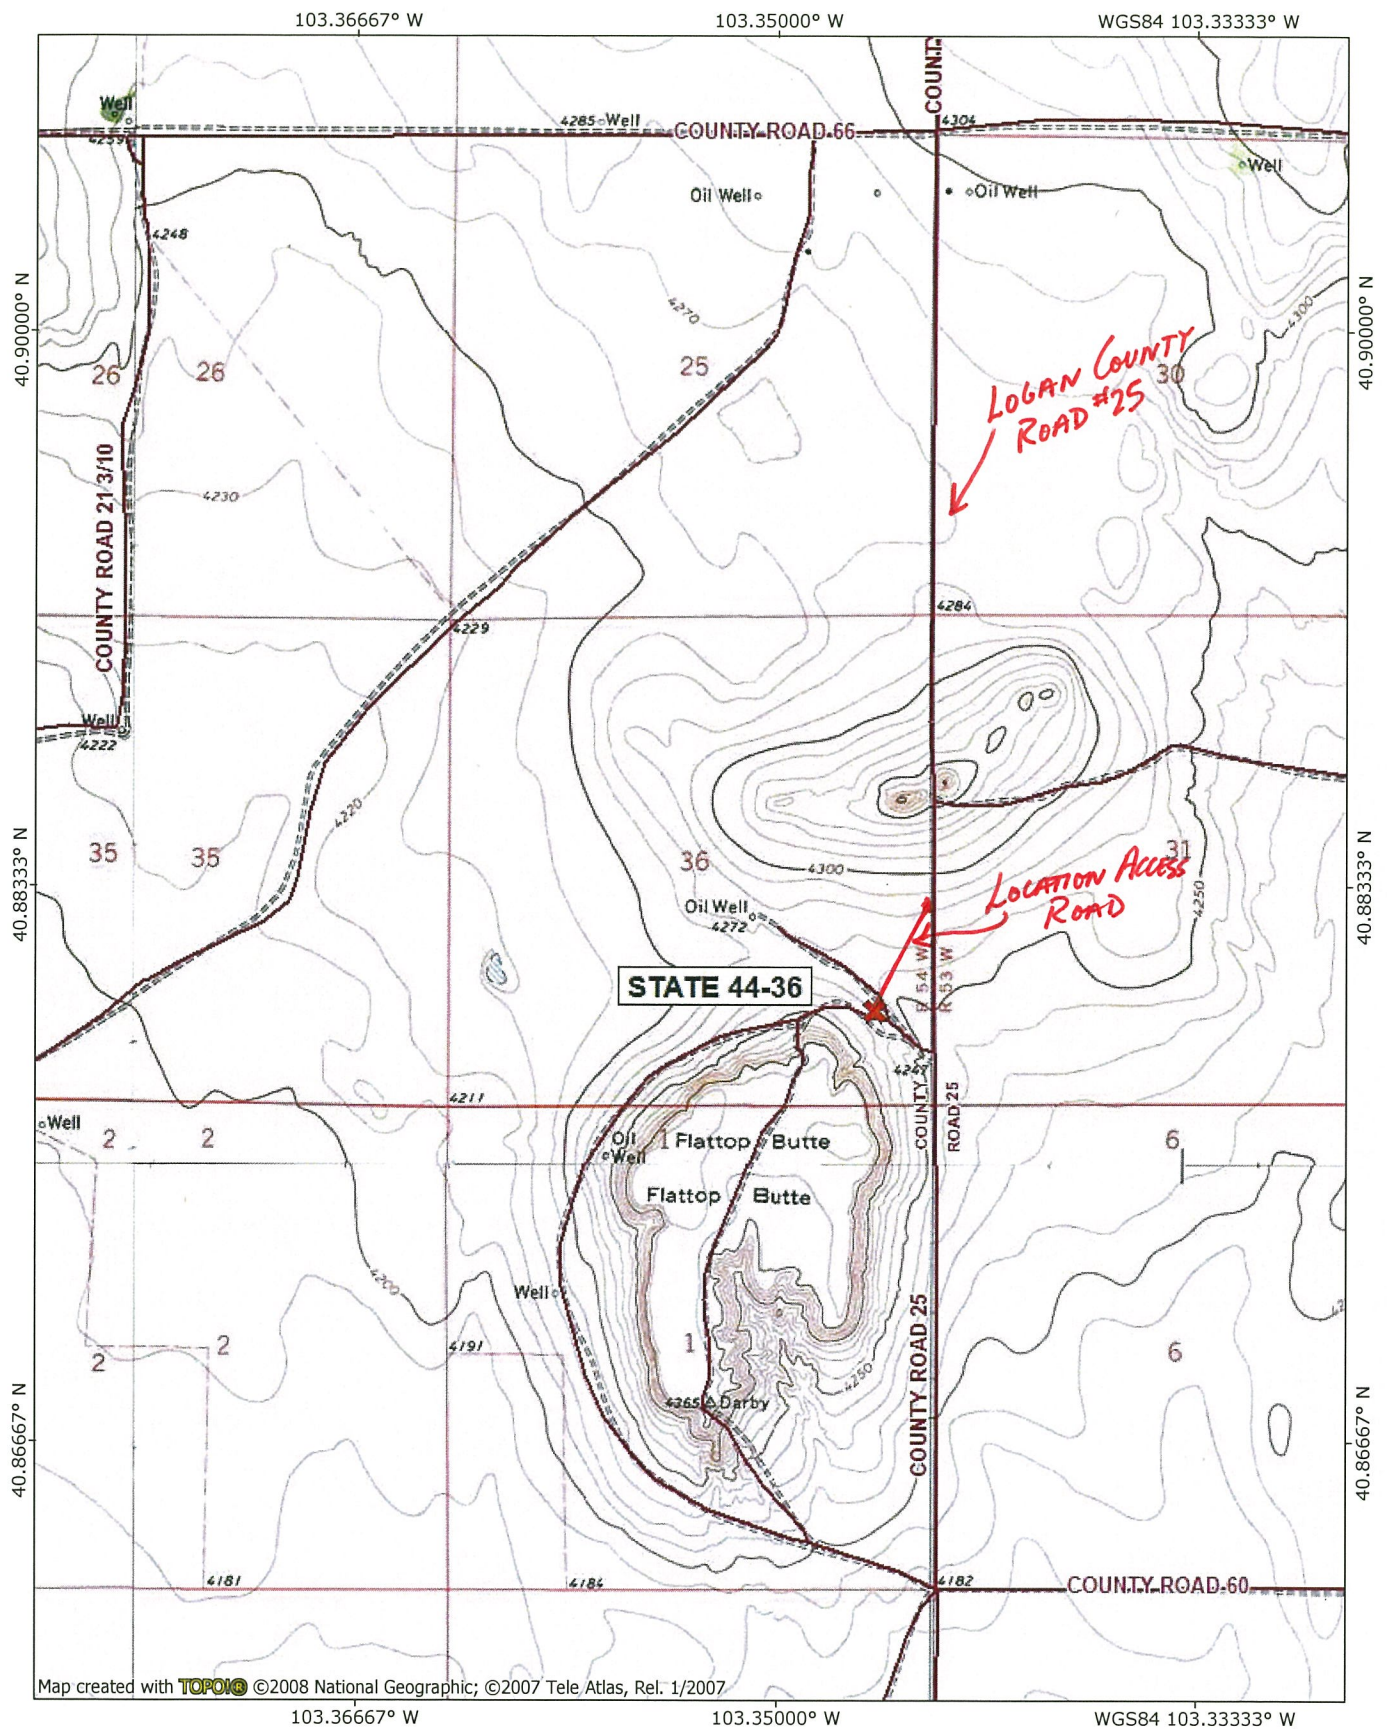 103.36667° W 103.35000° W WGS84 103.33333° W
COUNT
Well
4285 Well
COUNTY ROAD 66
4304
4259
Well
Oil Well
Oil Well
4248
4270
4300
40.90000° N
40.90000° N
26 26 25 30
LOGAN COUNTY
ROAD #25
COUNTY ROAD 21 3/10
4230
4284
4229
Well
4222
4220
35 35 36 31
4300
40.88333° N
40.88333° N
LOCATION ACCESS
ROAD
4250
Oil Well
4272
R 54 W
R 53 W
STATE 44-36
4247
COUNTY
ROAD 25
4211
Well
2 2
Oil
Well
1 Flattop Butte
6
Flattop Butte
4200
Well
COUNTY ROAD 25
42
4191
2 2
1
6
4250
4365 Darby
40.86667° N
40.86667° N
4181
4184
4182
COUNTY ROAD 60
Map created with TOPO!® ©2008 National Geographic; ©2007 Tele Atlas, Rel. 1/2007
103.36667° W 103.35000° W WGS84 103.33333° W